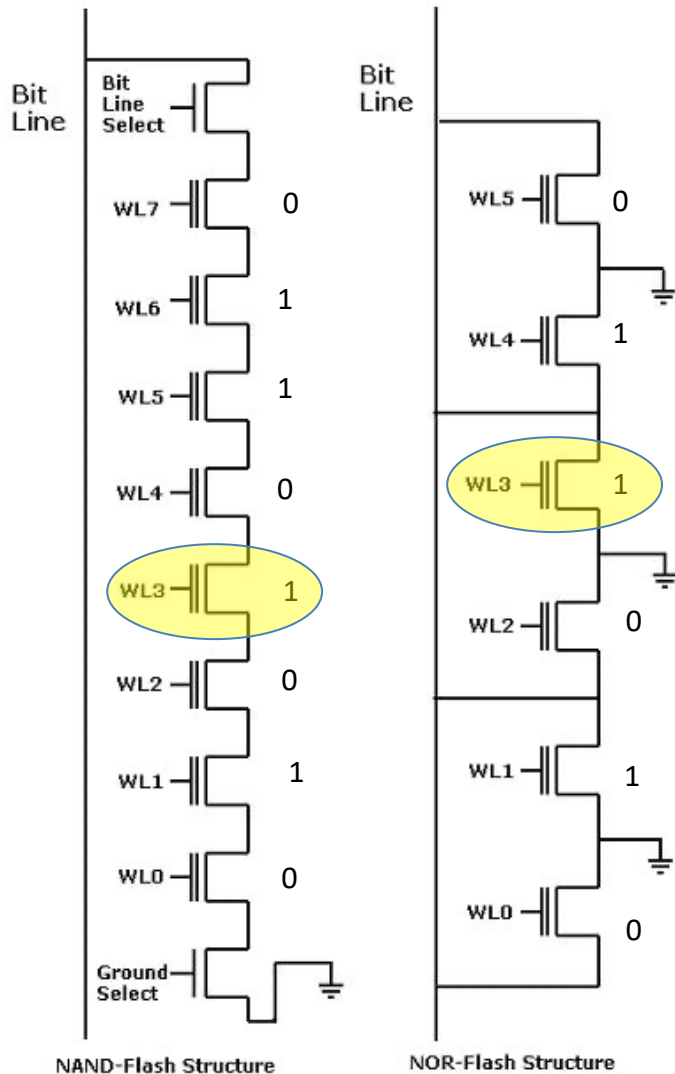 Bit
Line
Bit
Line
Select
WL7
0
WL6
1
WL5
1
WL4
0
WL3
1
WL2
0
WL1
1
WL0
0
Ground
Select
NAND-Flash Structure
Bit
Line
WL5
0
WL4
1
WL3
1
WL2
0
WL1
1
WL0
0
NOR-Flash Structure